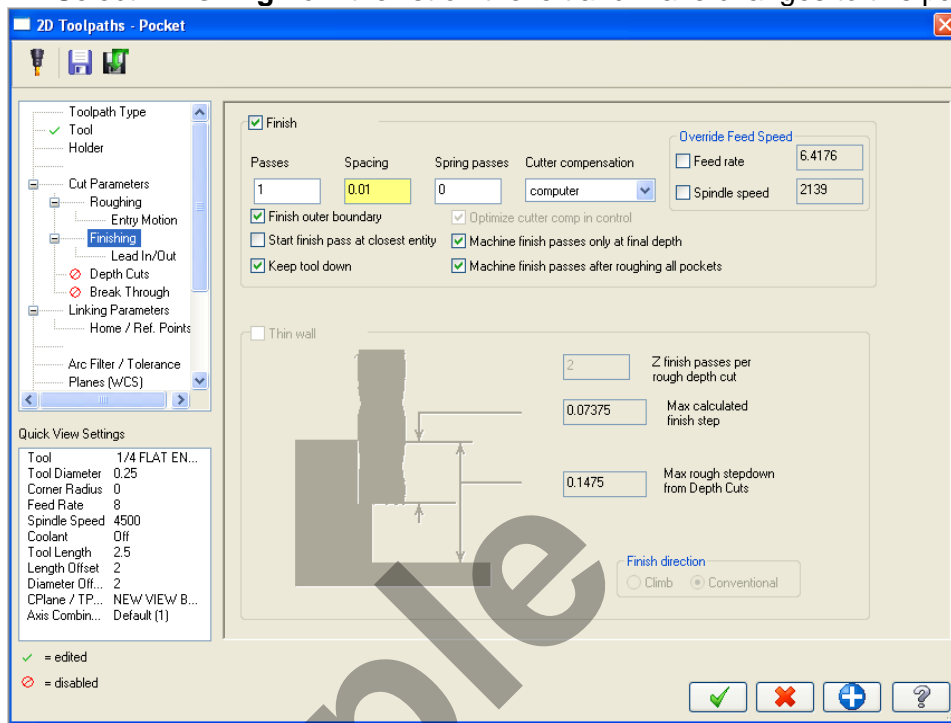 2D Toolpaths - Pocket
Toolpath Type
Tool
Holder
Cut Parameters
Roughing
Entry Motion
Finishing
Lead In/Out
Depth Cuts
Break Through
Linking Parameters
Home / Ref. Points
Arc Filter / Tolerance
Planes (WCS)
Quick View Settings
Tool 1/4 FLAT EN...
Tool Diameter 0.25
Corner Radius 0
Feed Rate 8
Spindle Speed 4500
Coolant Off
Tool Length 2.5
Length Offset 2
Diameter Off... 2
CPlane / TP... NEW VIEW B...
Axis Combin... Default (1)
= edited
= disabled
Finish
Passes Spacing Spring passes Cutter compensation
1 0.01 0 computer
Override Feed Speed
Feed rate 6.4176
Spindle speed 2139
Finish outer boundary Optimize cutter comp in control
Start finish pass at closest entity Machine finish passes only at final depth
Keep tool down Machine finish passes after roughing all pockets
Thin wall
2 Z finish passes per
rough depth cut
0.07375 Max calculated
finish step
0.1475 Max rough stepdown
from Depth Cuts
Finish direction
Climb Conventional
ple